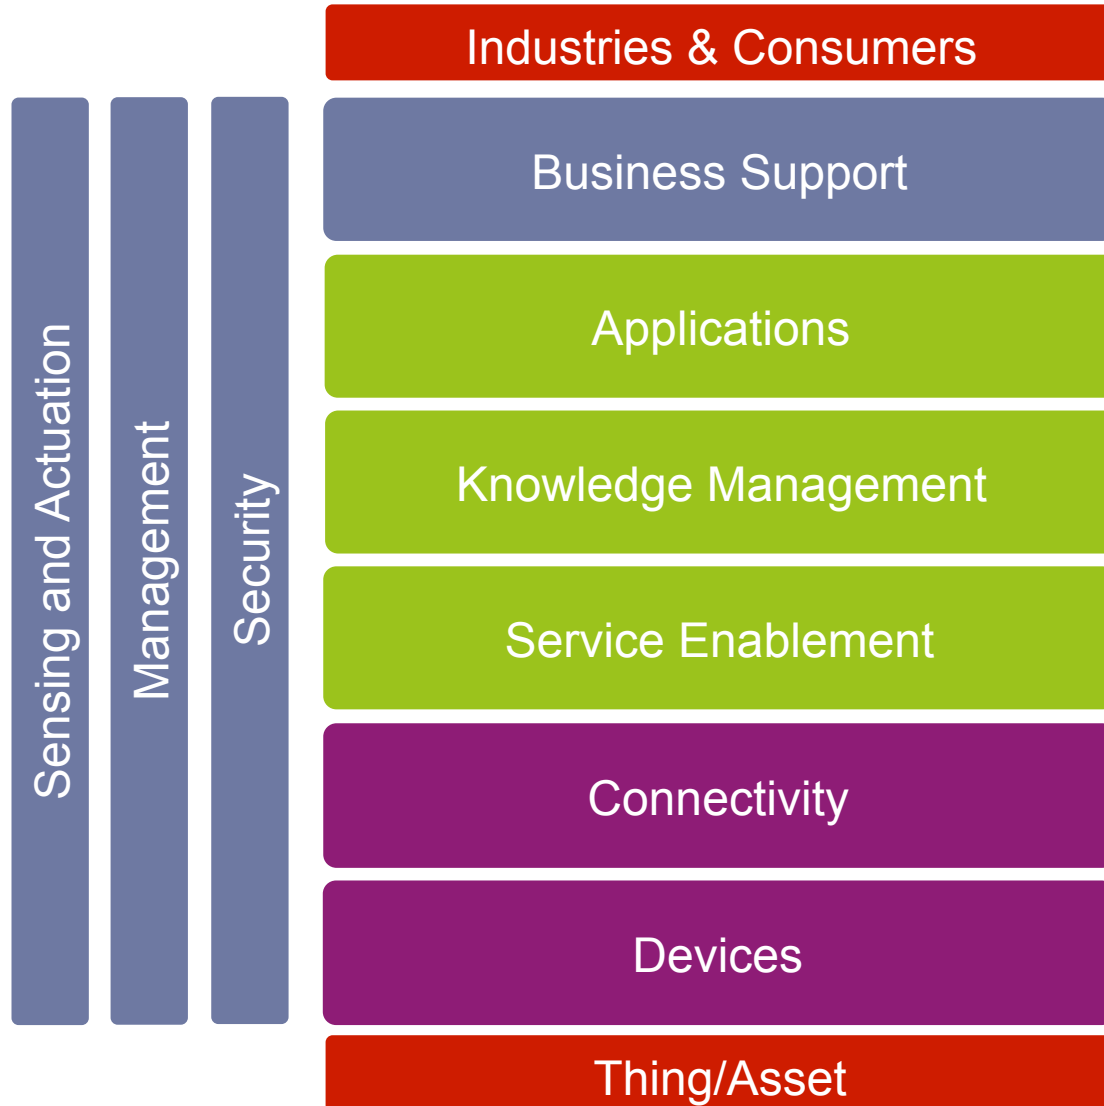 Industries & Consumers
Sensing and Actuation
Management
Security
Business Support
Applications
Knowledge Management
Service Enablement
Connectivity
Devices
Thing/Asset